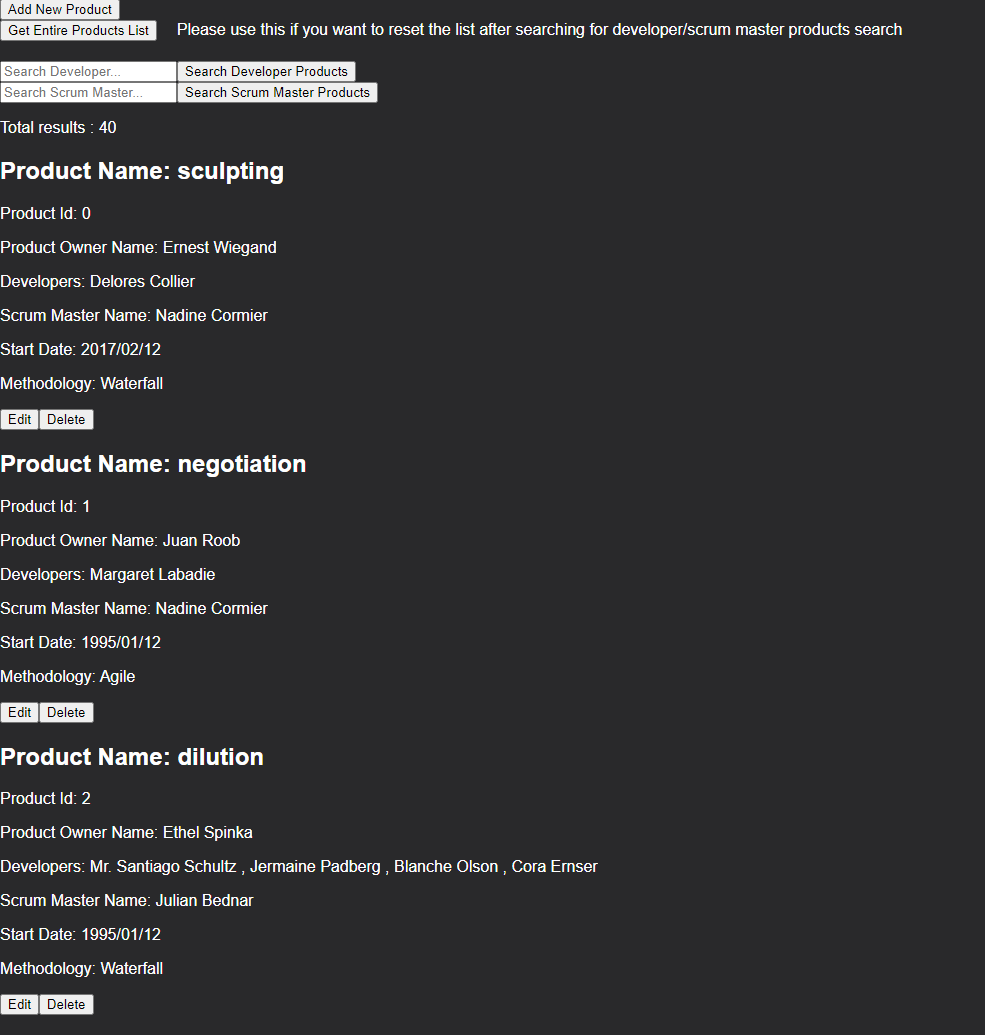 Add New Product
Get Entire Products List Please use this if you want to reset the list after searching for developer/scrum master products search
Search Developer... Search Developer Products
Search Scrum Master... Search Scrum Master Products
Total results : 40
Product Name: sculpting
Product Id: 0
Product Owner Name: Ernest Wiegand
Developers: Delores Collier
Scrum Master Name: Nadine Cormier
Start Date: 2017/02/12
Methodology: Waterfall
Edit Delete
Product Name: negotiation
Product Id: 1
Product Owner Name: Juan Roob
Developers: Margaret Labadie
Scrum Master Name: Nadine Cormier
Start Date: 1995/01/12
Methodology: Agile
Edit Delete
Product Name: dilution
Product Id: 2
Product Owner Name: Ethel Spinka
Developers: Mr. Santiago Schultz , Jermaine Padberg , Blanche Olson , Cora Ernser
Scrum Master Name: Julian Bednar
Start Date: 1995/01/12
Methodology: Waterfall
Edit Delete